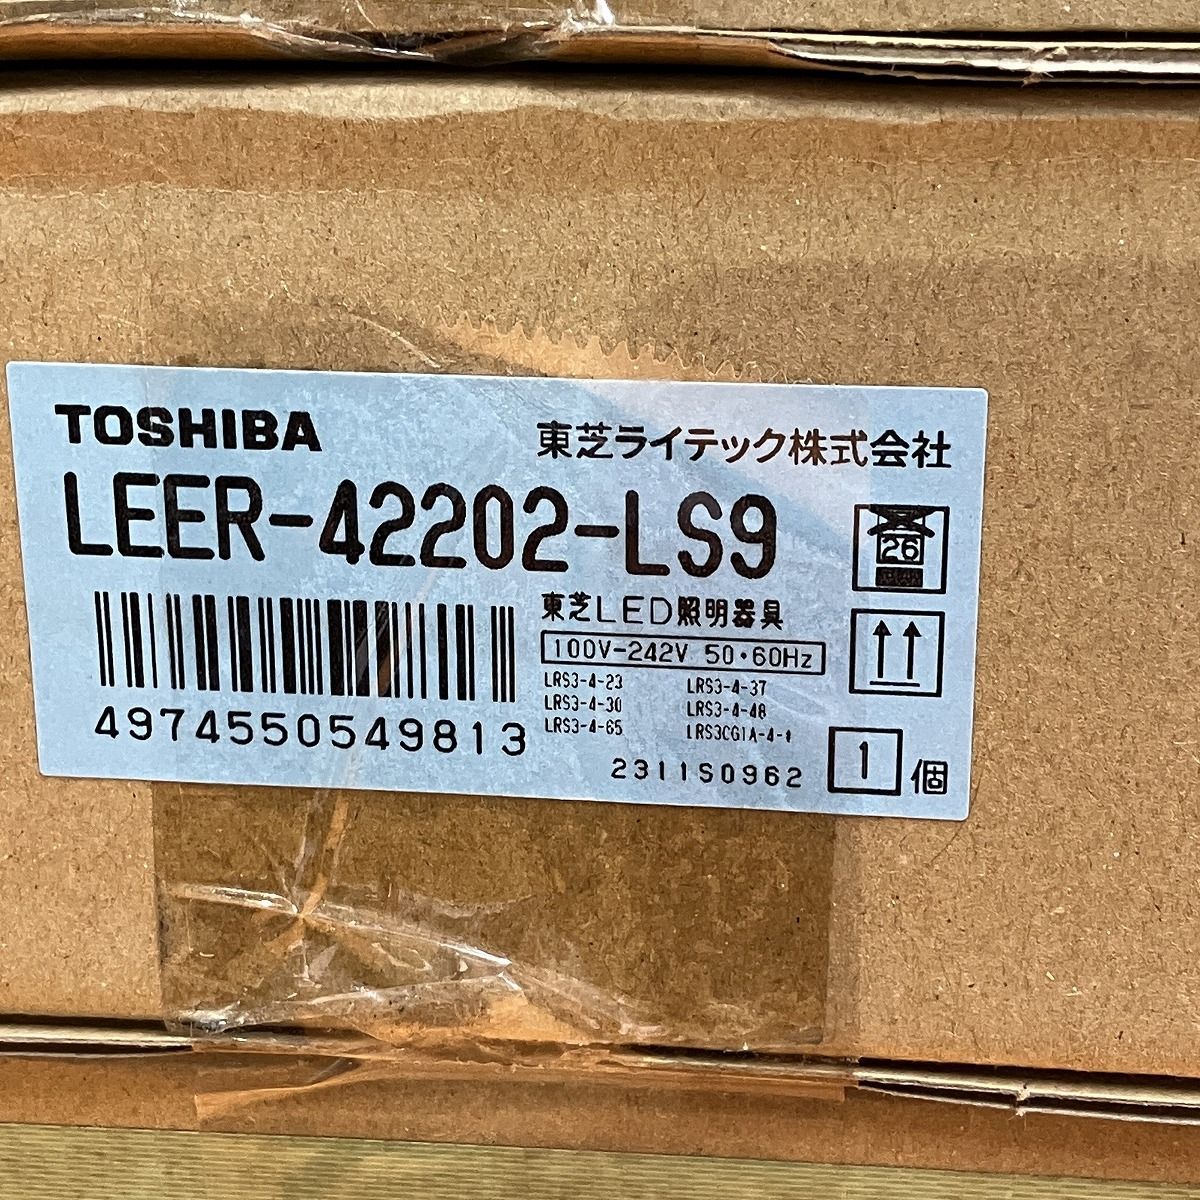 TOSHIBA
東芝ライテック株式会社
LEER-42202-LS9
26
東芝LED照明器具
100V-242V 50・60Hz
LRS3-4-23 LRS3-4-37
LRS3-4-30 LRS3-4-48
LRS3-4-65 LRS3CG1A-4-*
4974550549813
2311S0962
1個